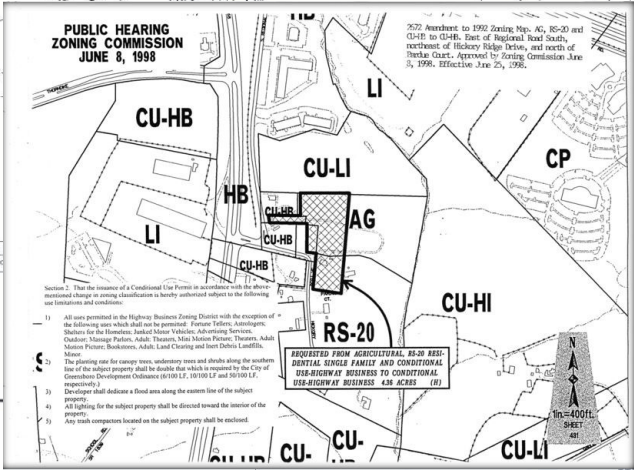 PUBLIC HEARING
ZONING COMMISSION
JUNE 8, 1998
HB
2672 Amendment to 1992 Zoning Map. AG, RS-20 and
CU-HB to CU-HB. East of Regional Road South,
northeast of Hickory Ridge Drive, and north of
Pardue Court. Approved by Zoning Commission June
8, 1998. Effective June 25, 1998.
LI
CU-HB
CP
CU-LI
HB
CU-HB
AG
LI
CU-HB
CU-HB
CT.
CU-HI
RS-20
Section 2. That the issuance of a Conditional Use Permit in accordance with the above-
mentioned change in zoning classification is hereby authorized subject to the following
use limitations and conditions:
1) All uses permitted in the Highway Business Zoning District with the exception of
the following uses which shall not be permitted: Fortune Tellers; Astrologers;
Shelters for the Homeless; Junked Motor Vehicles; Advertising Services,
Outdoor; Massage Parlors, Adult; Theaters, Mini Motion Picture; Theaters, Adult
Motion Picture; Bookstores, Adult; Land Clearing and Inert Debris Landfills,
Minor.
2) The planting rate for canopy trees, understory trees and shrubs along the southern
line of the subject property shall be double that which is required by the City of
Greensboro Development Ordinance (6/100 LF, 10/100 LF and 50/100 LF,
respectively.)
3) Developer shall dedicate a flood area along the eastern line of the subject
property.
4) All lighting for the subject property shall be directed toward the interior of the
property.
5) Any trash compactors located on the subject property shall be enclosed.
REQUESTED FROM AGRICULTURAL, RS-20 RESI-
DENTIAL SINGLE FAMILY AND CONDITIONAL
USE-HIGHWAY BUSINESS TO CONDITIONAL
USE-HIGHWAY BUSINESS 4.36 ACRES (H)
N
1in.=400ft.
SHEET
481
CU-HB
CU-
CU-
HB
CU-LI